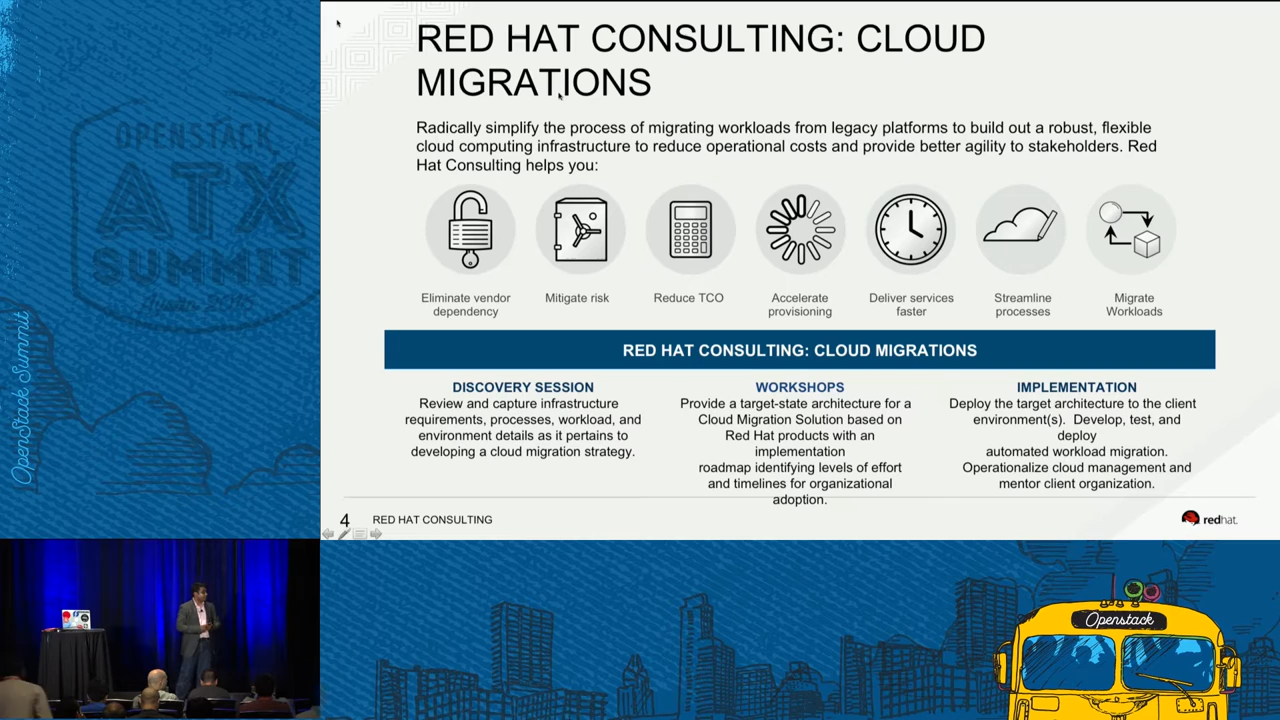 RED HAT CONSULTING: CLOUD
MIGRATIONS
Radically simplify the process of migrating workloads from legacy platforms to build out a robust, flexible
cloud computing infrastructure to reduce operational costs and provide better agility to stakeholders. Red
Hat Consulting helps you:
Eliminate vendor
dependency
Mitigate risk
Reduce TCO
Accelerate
provisioning
Deliver services
faster
Streamline
processes
Migrate
Workloads
RED HAT CONSULTING: CLOUD MIGRATIONS
DISCOVERY SESSION
Review and capture infrastructure
requirements, processes, workload, and
environment details as it pertains to
developing a cloud migration strategy.
WORKSHOPS
Provide a target-state architecture for a
Cloud Migration Solution based on
Red Hat products with an
implementation
roadmap identifying levels of effort
and timelines for organizational
adoption.
IMPLEMENTATION
Deploy the target architecture to the client
environment(s). Develop, test, and
deploy
automated workload migration.
Operationalize cloud management and
mentor client organization.
4
RED HAT CONSULTING
redhat.
OPENSTACK
ATX
SUMMIT
Austin 2016
OpenStack Summit
Openstack